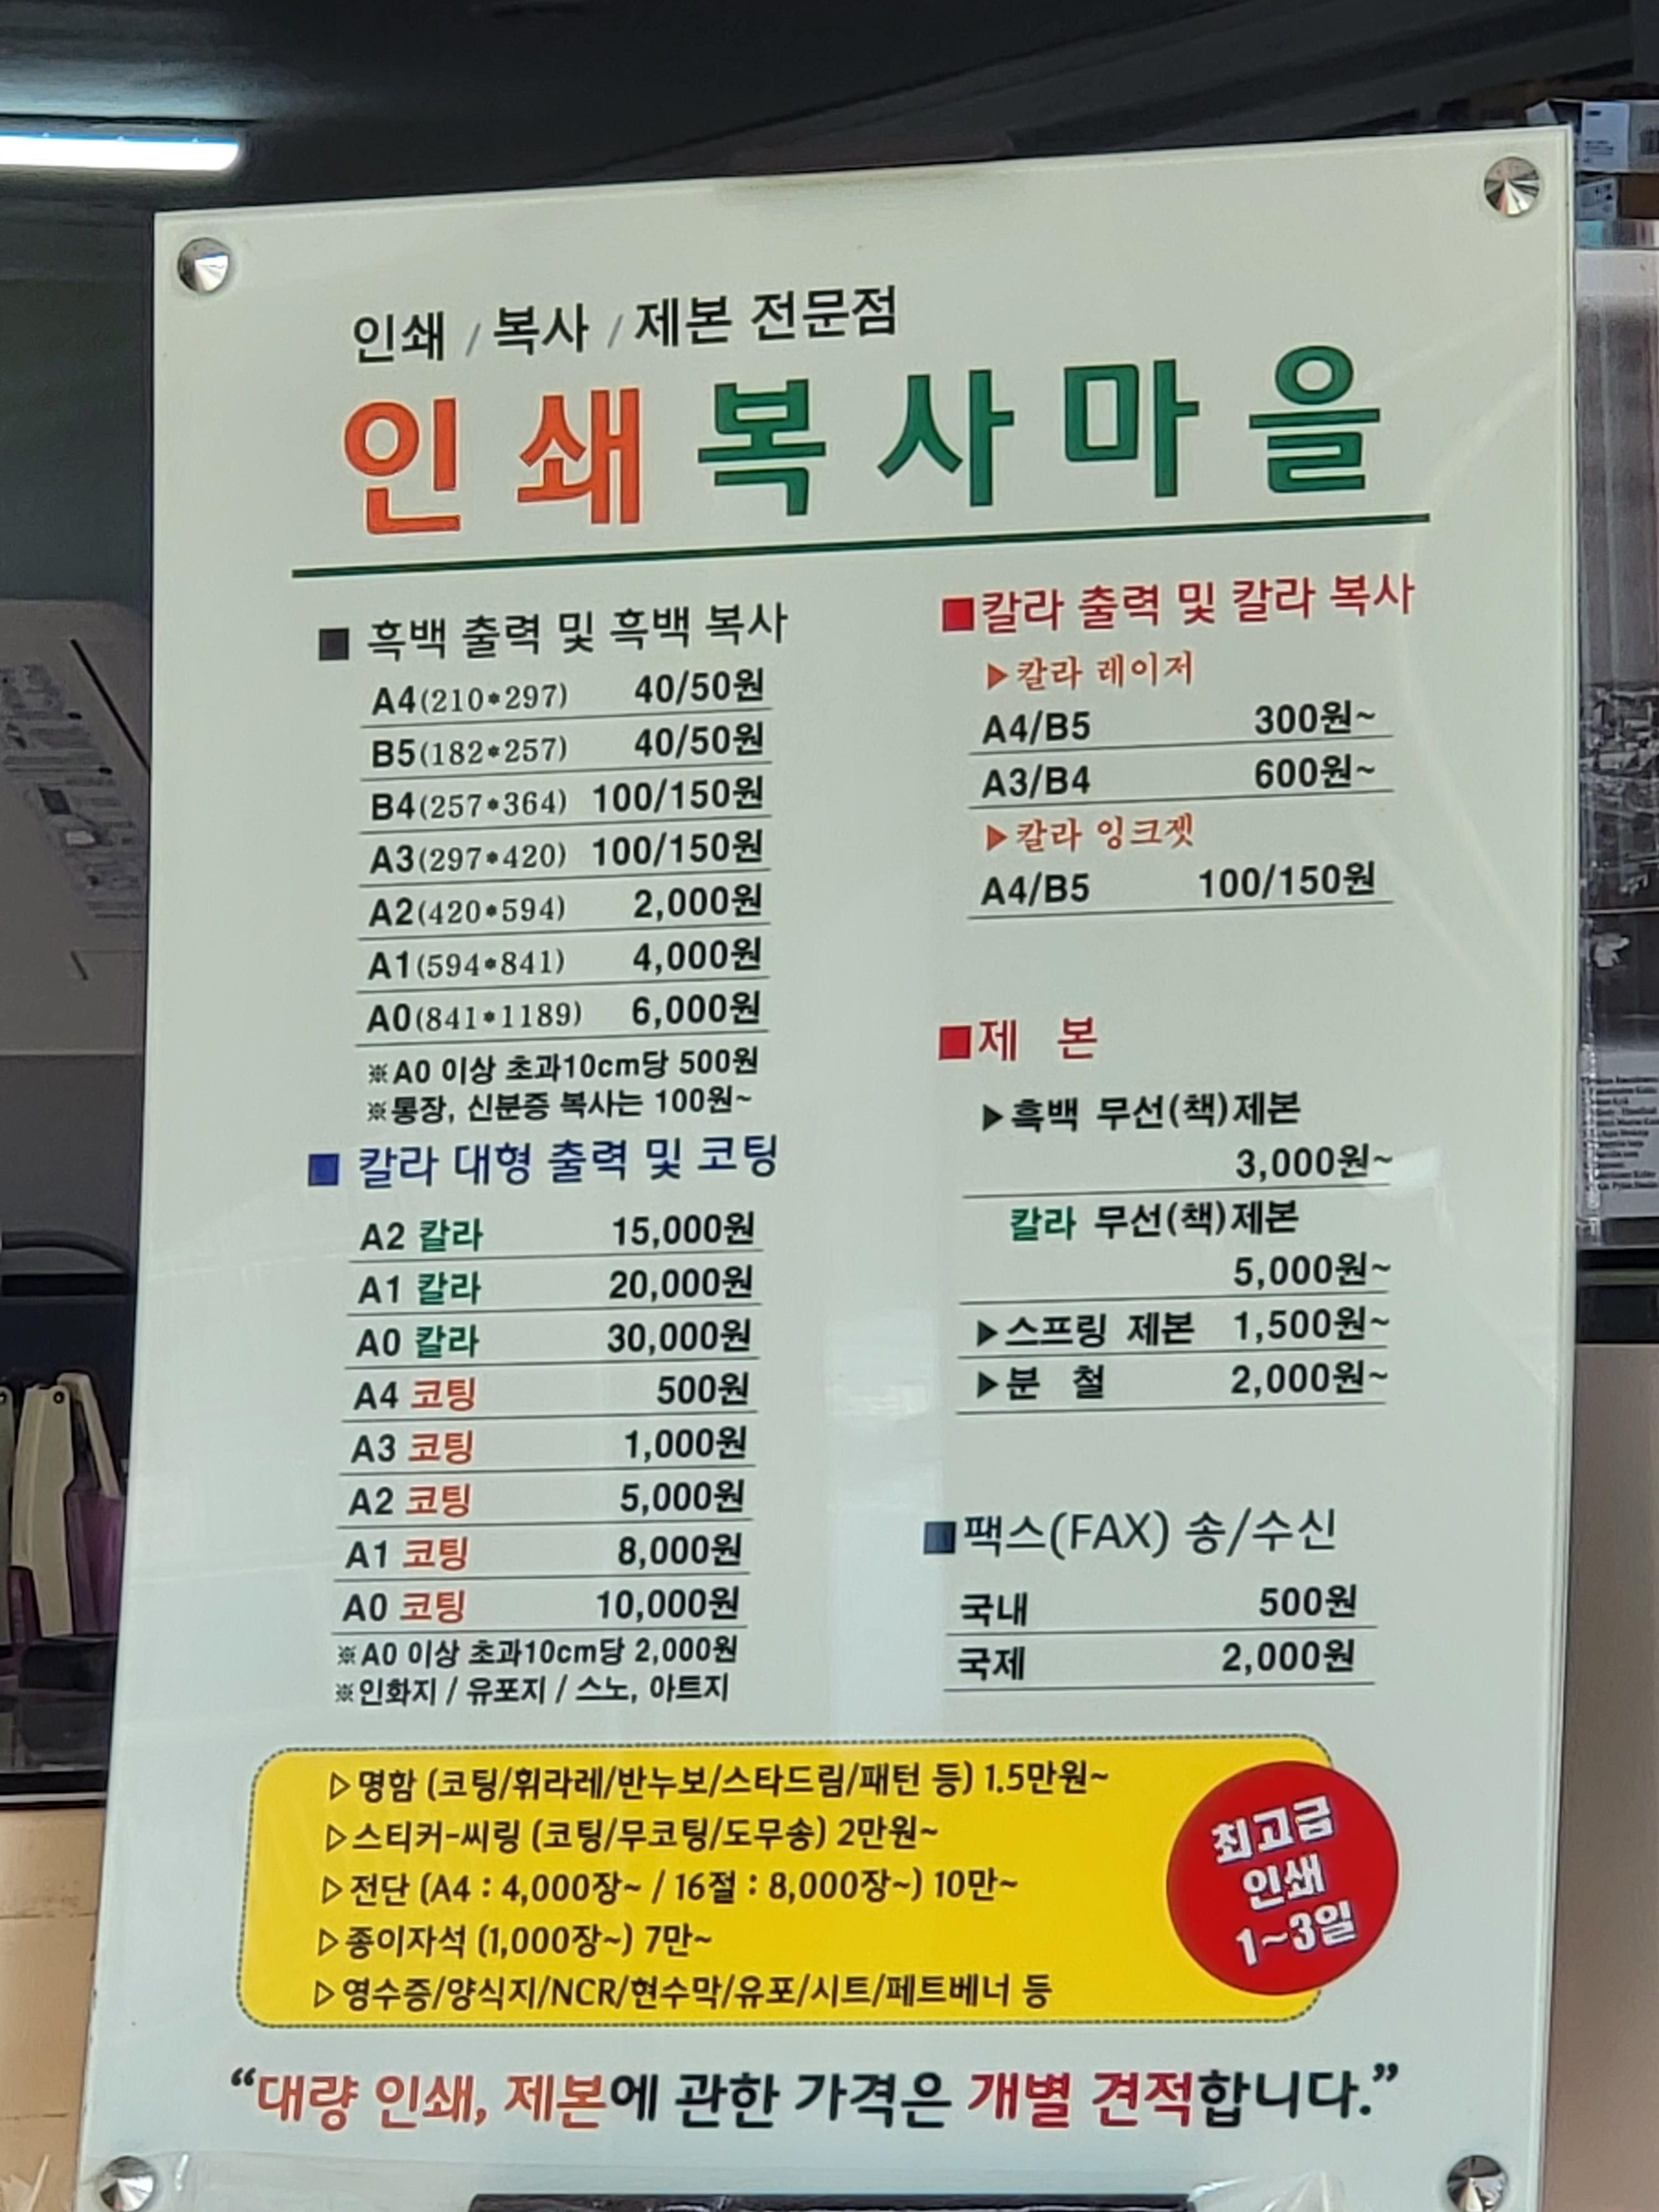 인쇄 / 복사 / 제본 전문점
인쇄복사마을
■ 흑백 출력 및 흑백 복사
A4(210*297) 40/50원
B5(182*257) 40/50원
B4(257*364) 100/150원
A3(297*420) 100/150원
A2(420*594) 2,000원
A1(594*841) 4,000원
A0(841*1189) 6,000원
※A0 이상 초과10cm당 500원
※통장, 신분증 복사는 100원~
■ 칼라 대형 출력 및 코팅
A2 칼라 15,000원
A1 칼라 20,000원
A0 칼라 30,000원
A4 코팅 500원
A3 코팅 1,000원
A2 코팅 5,000원
A1 코팅 8,000원
A0 코팅 10,000원
※A0 이상 초과10cm당 2,000원
※인화지 / 유포지 / 스노, 아트지
■칼라 출력 및 칼라 복사
▶칼라 레이저
A4/B5 300원~
A3/B4 600원~
▶칼라 잉크젯
A4/B5 100/150원
■제 본
▶흑백 무선(책)제본
3,000원~
칼라 무선(책)제본
5,000원~
▶스프링 제본 1,500원~
▶분 철 2,000원~
■팩스(FAX) 송/수신
국내 500원
국제 2,000원
▷명함 (코팅/휘라레/반누보/스타드림/패턴 등) 1.5만원~
▷스티커-씨링 (코팅/무코팅/도무송) 2만원~
▷전단 (A4 : 4,000장~ / 16절 : 8,000장~) 10만~
▷종이자석 (1,000장~) 7만~
▷영수증/양식지/NCR/현수막/유포/시트/페트베너 등
최고급
인쇄
1~3일
“대량 인쇄, 제본에 관한 가격은 개별 견적합니다.”